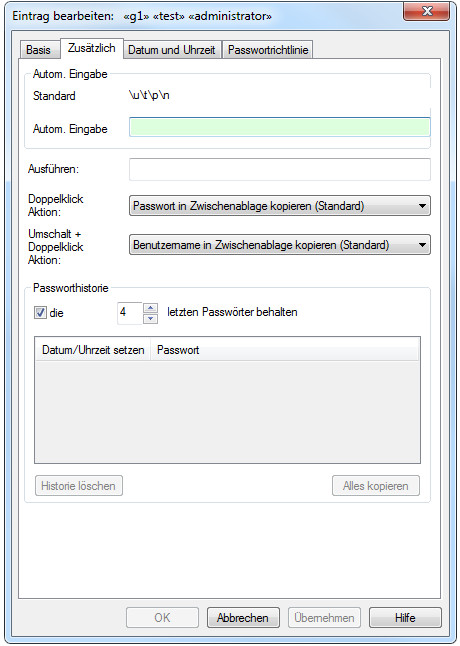 Eintrag bearbeiten: «g1» «test» «administrator»
Basis Zusätzlich Datum und Uhrzeit Passwortrichtlinie
Autom. Eingabe
Standard \u\t\p\n
Autom. Eingabe
Ausführen:
Doppelklick
Aktion:
Passwort in Zwischenablage kopieren (Standard)
Umschalt +
Doppelklick
Aktion:
Benutzername in Zwischenablage kopieren (Standard)
Passworthistorie
die 4 letzten Passwörter behalten
Datum/Uhrzeit setzen Passwort
Historie löschen Alles kopieren
OK Abbrechen Übernehmen Hilfe